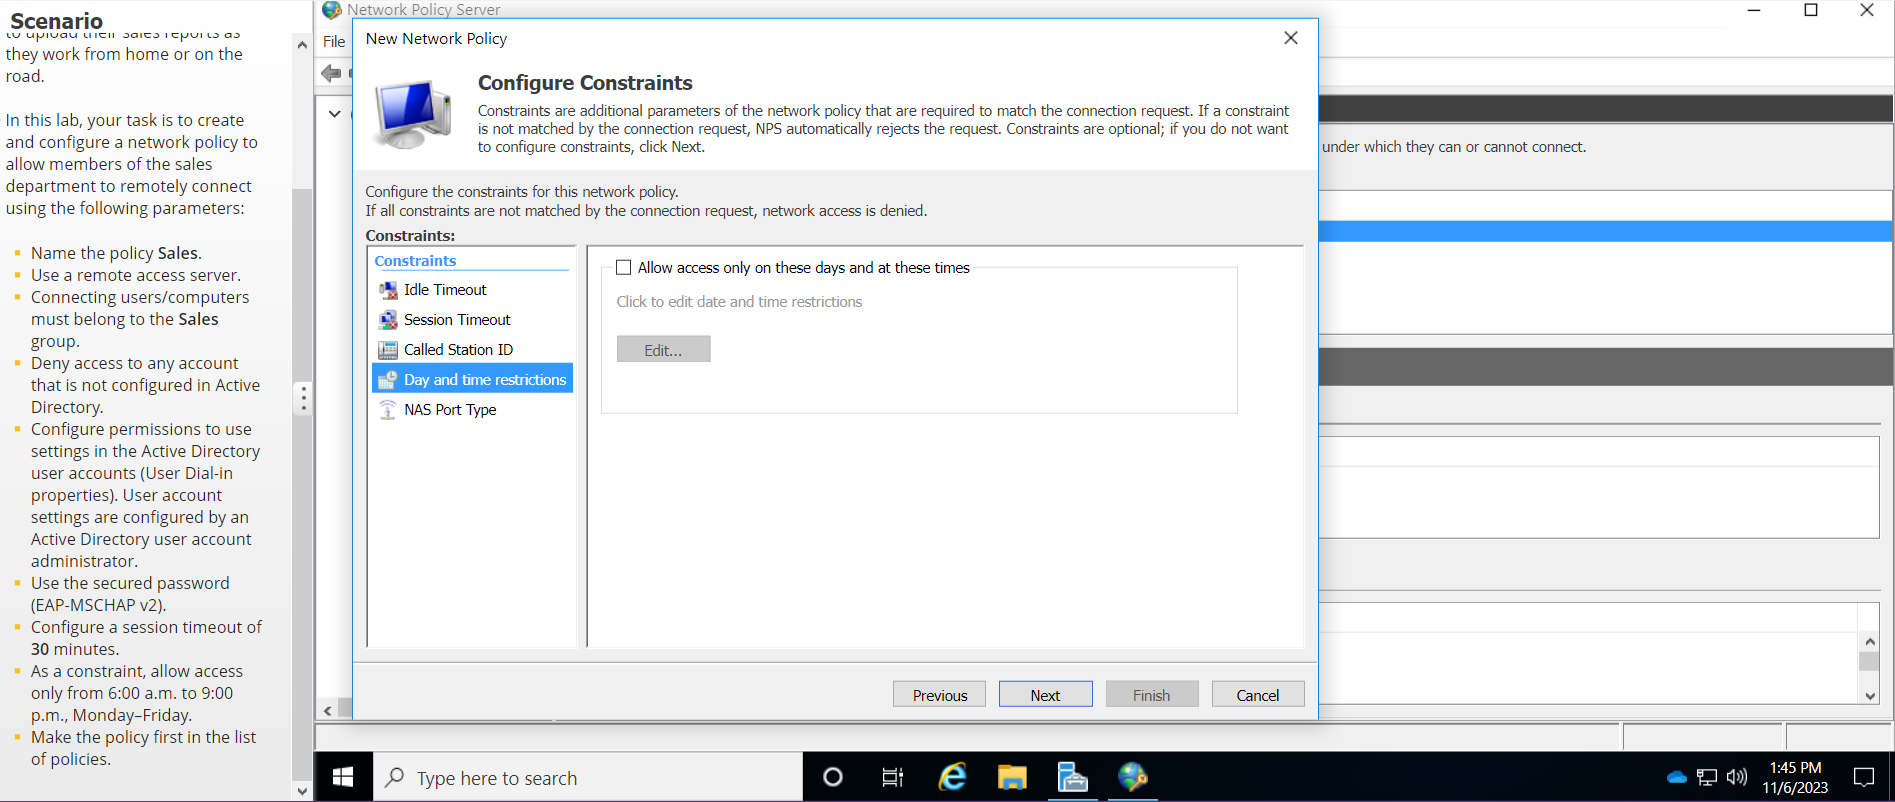 Scenario
to upload their sales reports as
they work from home or on the
road.
In this lab, your task is to create
and configure a network policy to
allow members of the sales
department to remotely connect
using the following parameters:
Name the policy Sales.
Use a remote access server.
Connecting users/computers
must belong to the Sales
group.
Deny access to any account
that is not configured in Active
Directory.
Configure permissions to use
settings in the Active Directory
user accounts (User Dial-in
properties). User account
settings are configured by an
Active Directory user account
administrator.
Use the secured password
(EAP-MSCHAP v2).
Configure a session timeout of
30 minutes.
As a constraint, allow access
only from 6:00 a.m. to 9:00
p.m., Monday–Friday.
Make the policy first in the list
of policies.
Network Policy Server
File
New Network Policy
Configure Constraints
Constraints are additional parameters of the network policy that are required to match the connection request. If a constraint
is not matched by the connection request, NPS automatically rejects the request. Constraints are optional; if you do not want
to configure constraints, click Next.
under which they can or cannot connect.
Configure the constraints for this network policy.
If all constraints are not matched by the connection request, network access is denied.
Constraints:
Constraints
Idle Timeout
Session Timeout
Called Station ID
Day and time restrictions
NAS Port Type
Allow access only on these days and at these times
Click to edit date and time restrictions
Edit...
Previous
Next
Finish
Cancel
Type here to search
1:45 PM
11/6/2023